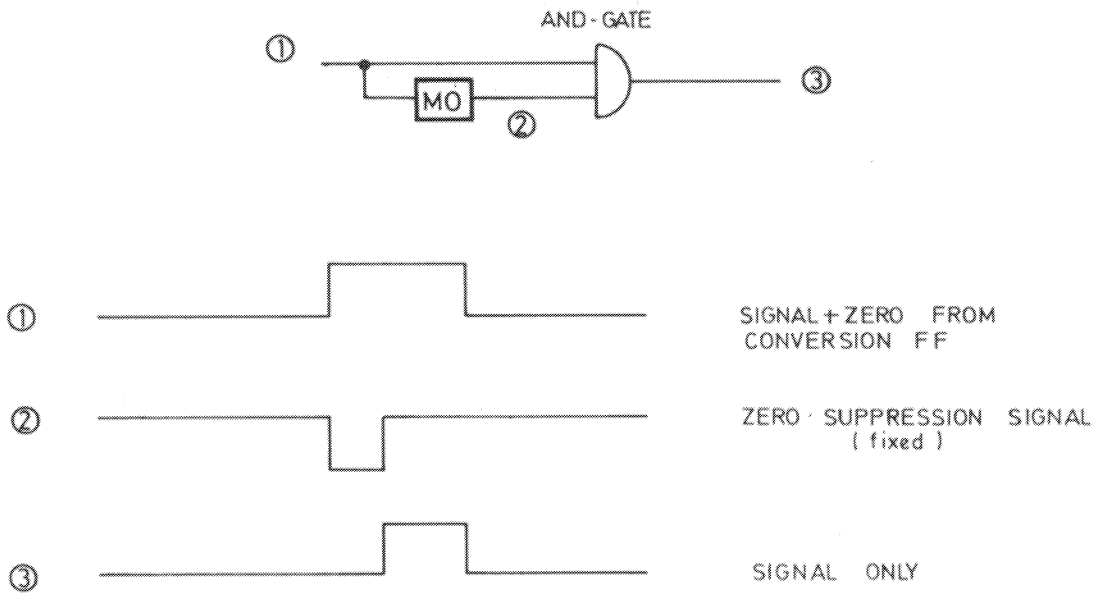 AND-GATE
①
MO
②
③
①
SIGNAL+ZERO FROM
CONVERSION FF
②
ZERO SUPPRESSION SIGNAL
(fixed)
③
SIGNAL ONLY